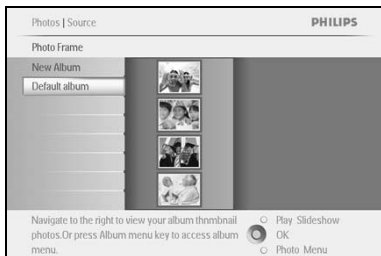 Photos | Source
PHILIPS
Photo Frame
New Album
Default album
Navigate to the right to view your album thnmbnail
photos.Or press Album menu key to access album
menu.
Play Slideshow
OK
Photo Menu